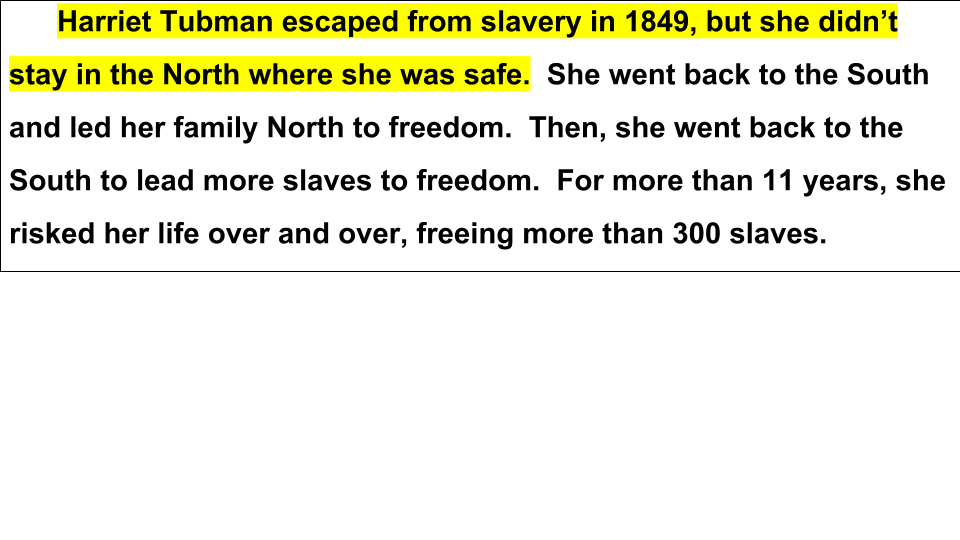 Harriet Tubman escaped from slavery in 1849, but she didn’t
stay in the North where she was safe.  She went back to the South
and led her family North to freedom.  Then, she went back to the
South to lead more slaves to freedom.  For more than 11 years, she
risked her life over and over, freeing more than 300 slaves.